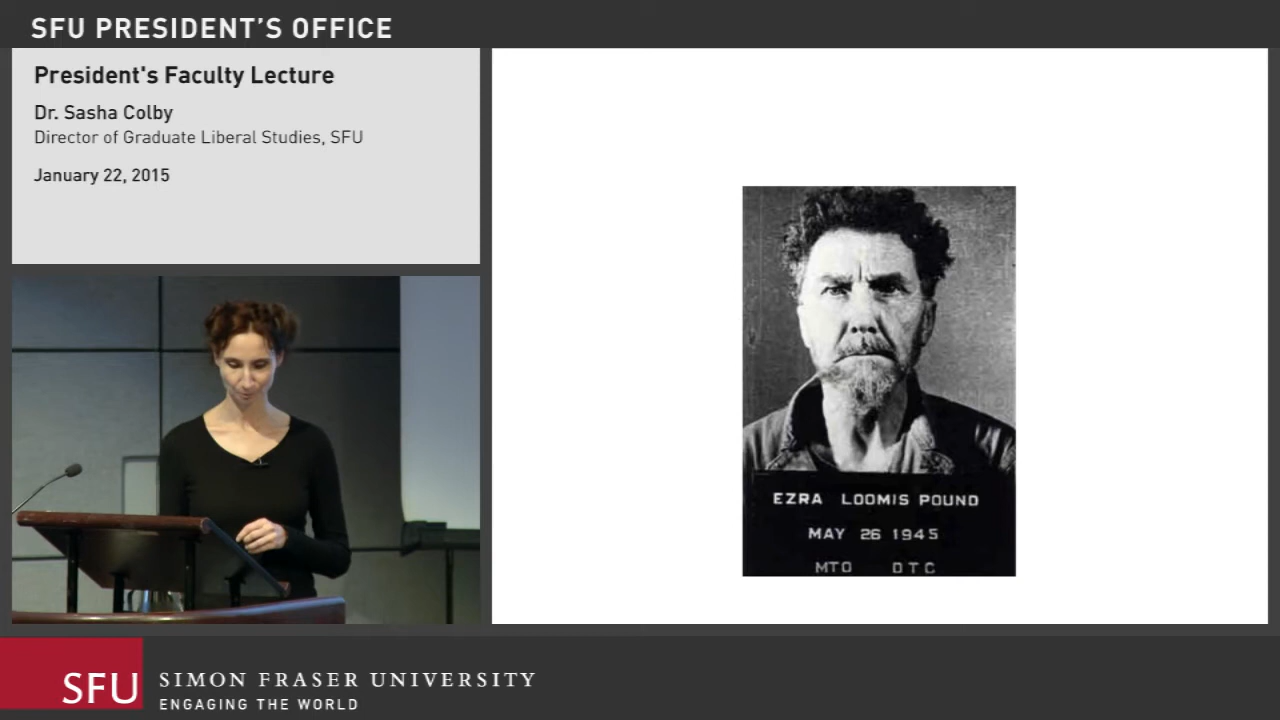 SFU PRESIDENT'S OFFICE
President's Faculty Lecture
Dr. Sasha Colby
Director of Graduate Liberal Studies, SFU
January 22, 2015
EZRA LOOMIS POUND
MAY 26 1945
MTO DTC
SFU
SIMON FRASER UNIVERSITY
ENGAGING THE WORLD